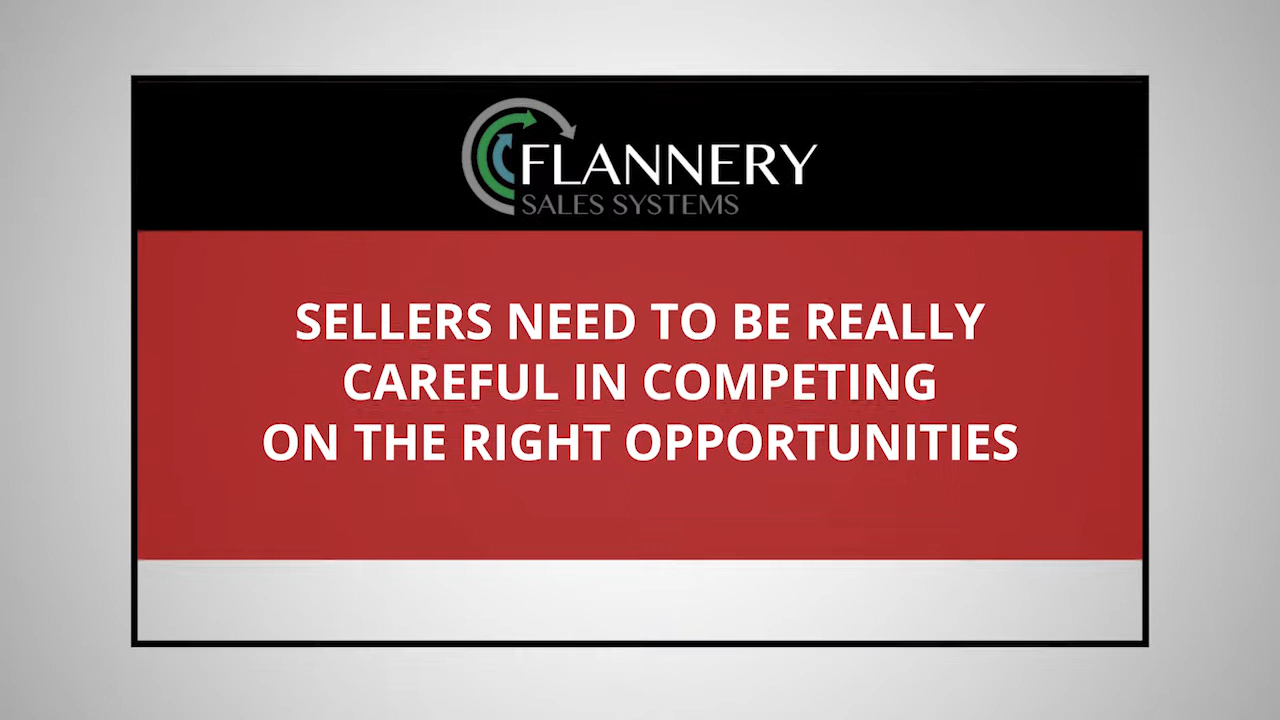 FLANNERY
SALES SYSTEMS
SELLERS NEED TO BE REALLY
CAREFUL IN COMPETING
ON THE RIGHT OPPORTUNITIES